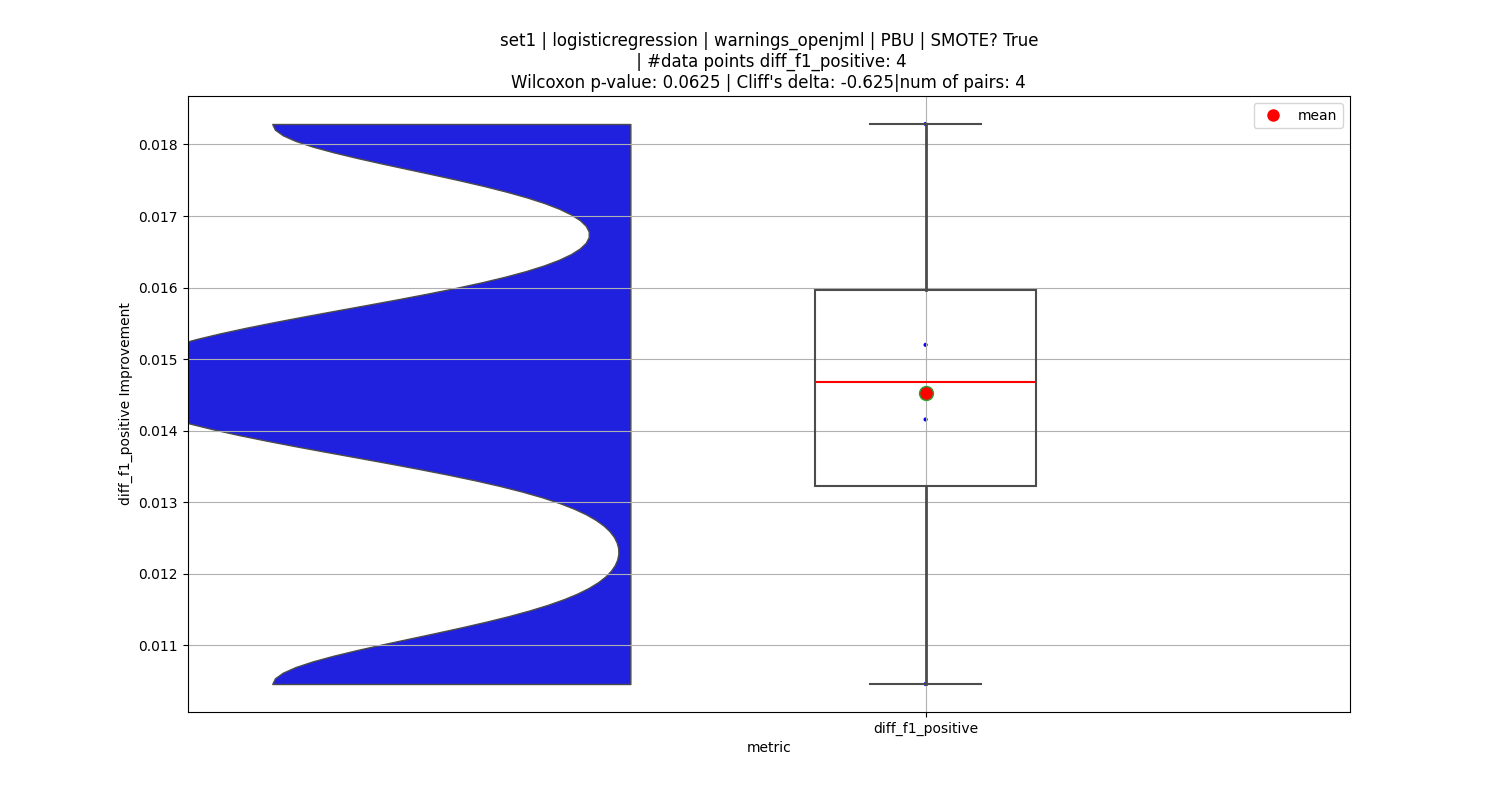 set1 | logisticregression | warnings_openjml | PBU | SMOTE? True
| #data points diff_f1_positive: 4
Wilcoxon p-value: 0.0625 | Cliff's delta: -0.625|num of pairs: 4
mean
0.018
0.017
0.016
0.015
0.014
0.013
0.012
0.011
diff_f1_positive Improvement
diff_f1_positive
metric